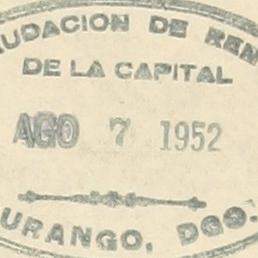 UDACION DE REN
DE LA CAPITAL
AGO 7 1952
URANGO, DGO.